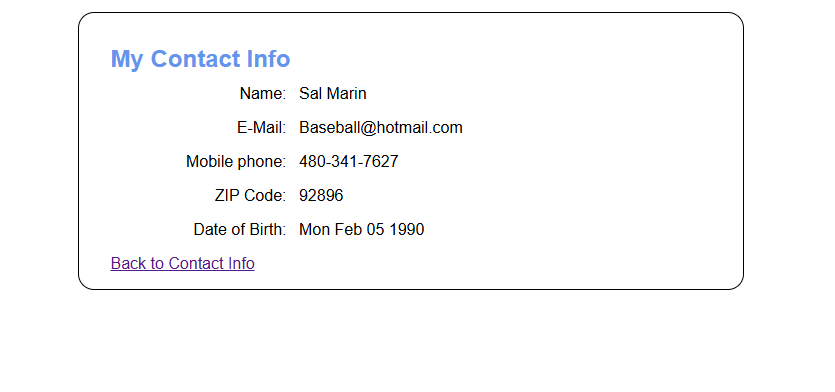 My Contact Info
Name: Sal Marin
E-Mail: Baseball@hotmail.com
Mobile phone: 480-341-7627
ZIP Code: 92896
Date of Birth: Mon Feb 05 1990
Back to Contact Info